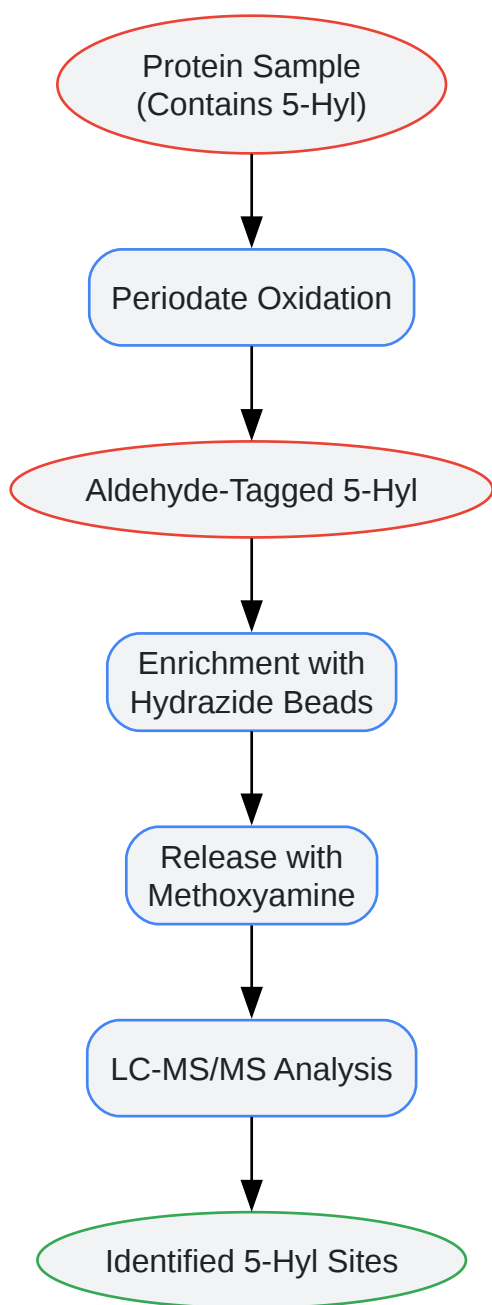 Protein Sample
(Contains 5-Hyl)
Periodate Oxidation
Aldehyde-Tagged 5-Hyl
Enrichment with
Hydrazide Beads
Release with
Methoxyamine
LC-MS/MS Analysis
Identified 5-Hyl Sites